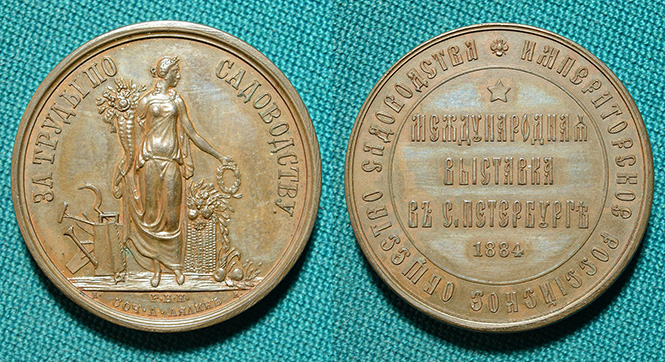 ЗА ТРУДЫ ПО САДОВОДСТВУ.
ИМПЕРАТОРСКОЕ РОССІЙСКОЕ ОБЩЕСТВО САДОВОДСТВА
МЕЖДУНАРОДНАЯ
ВЫСТАВКА
ВЪ С. ПЕТЕРБУРГѢ
1884